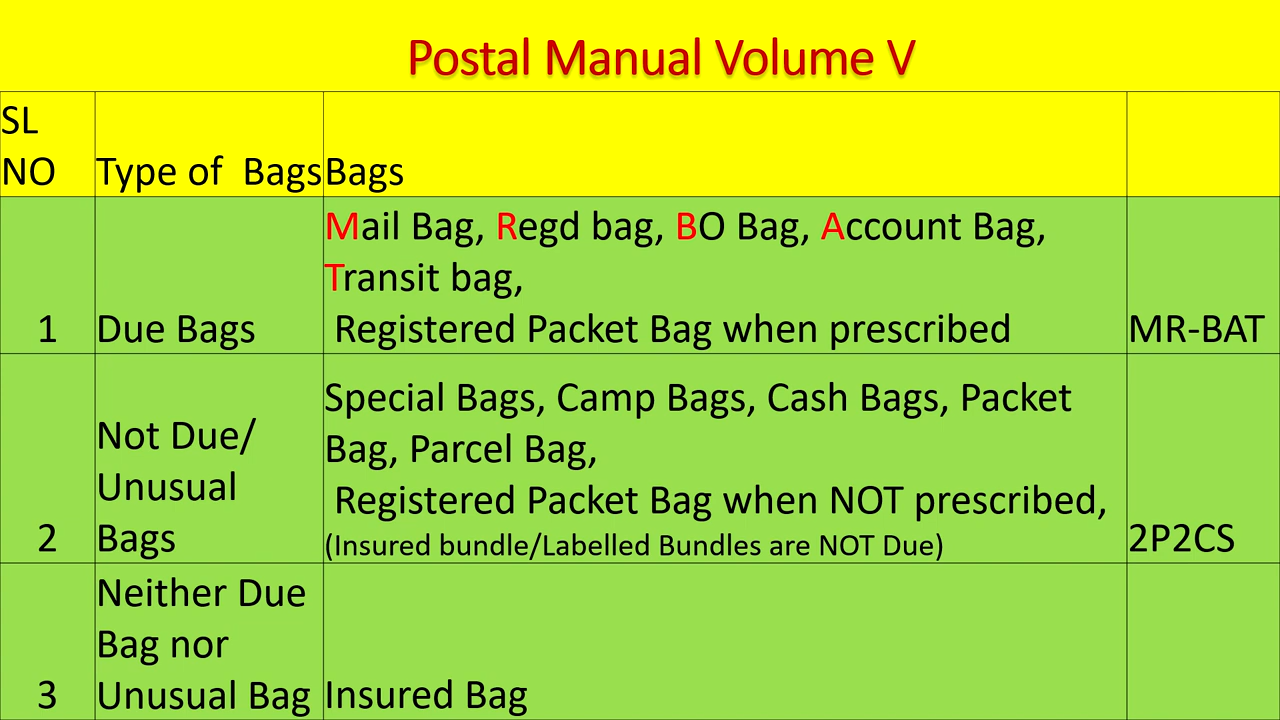 Postal Manual Volume V
SL
NO
Type of Bags
Bags
1
Due Bags
Mail Bag, Regd bag, BO Bag, Account Bag,
Transit bag,
Registered Packet Bag when prescribed
MR-BAT
2
Not Due/
Unusual
Bags
Special Bags, Camp Bags, Cash Bags, Packet
Bag, Parcel Bag,
Registered Packet Bag when NOT prescribed,
(Insured bundle/Labelled Bundles are NOT Due)
2P2CS
3
Neither Due
Bag nor
Unusual Bag
Insured Bag